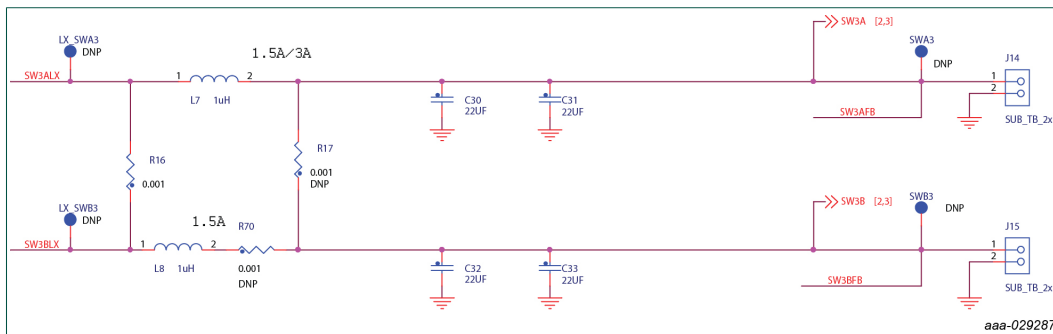 LX_SWA3
DNP
1.5A/3A
SW3A [2,3]
SWA3
DNP
J14
SW3ALX
1 2
L7 1uH
C30
22UF
C31
22UF
SW3AFB
1
2
SUB_TB_2x
R16
0.001
R17
0.001
DNP
LX_SWB3
DNP
1.5A
R70
SW3B [2,3]
SWB3
DNP
J15
SW3BLX
1 2
L8 1uH
0.001
DNP
C32
22UF
C33
22UF
SW3BFB
1
2
SUB_TB_2x
aaa-029287